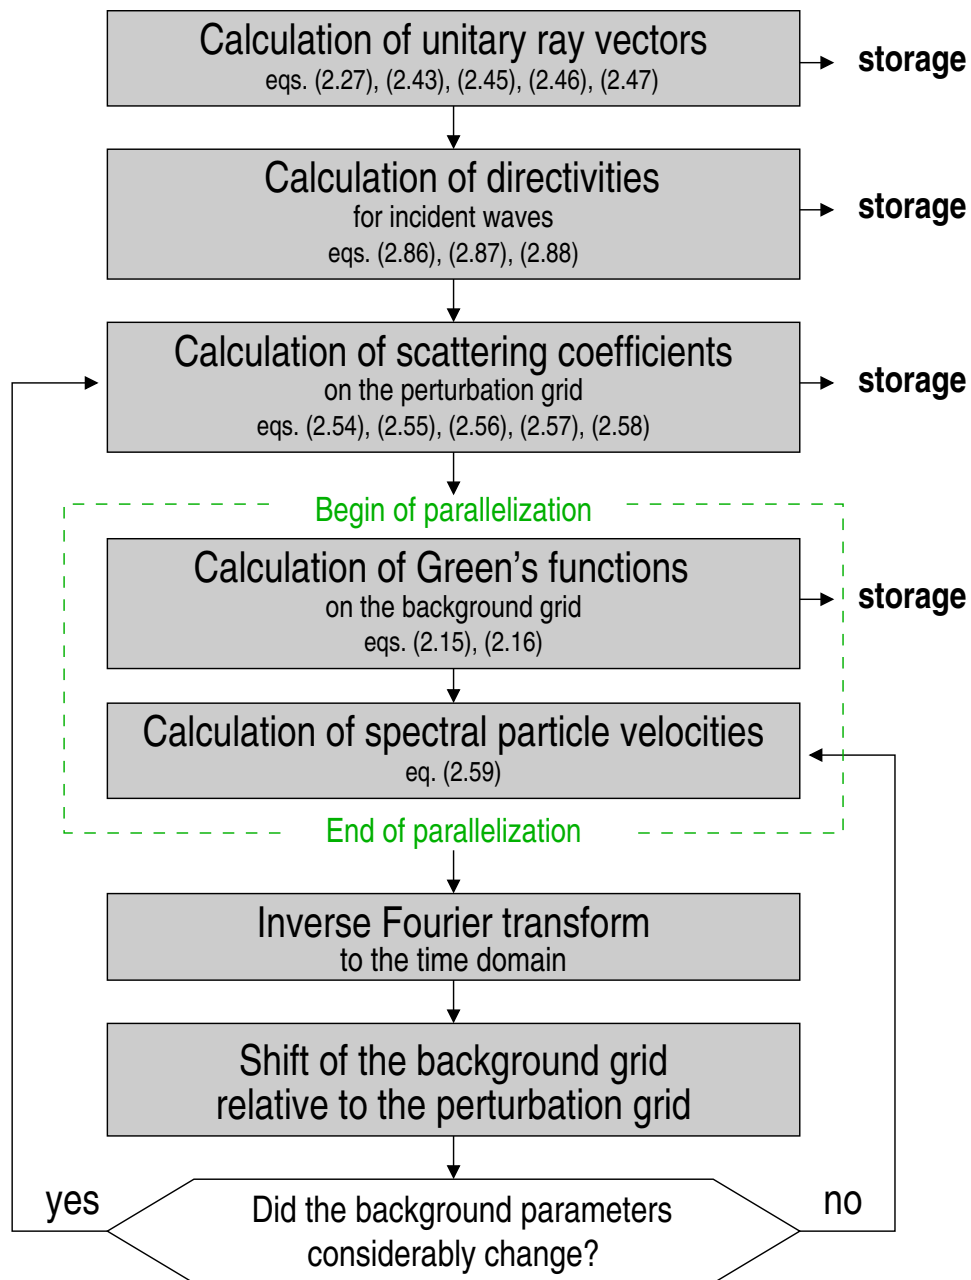 Calculation of unitary ray vectors
eqs. (2.27), (2.43), (2.45), (2.46), (2.47)
storage
Calculation of directivities
for incident waves
eqs. (2.86), (2.87), (2.88)
storage
Calculation of scattering coefficients
on the perturbation grid
eqs. (2.54), (2.55), (2.56), (2.57), (2.58)
storage
Begin of parallelization
Calculation of Green's functions
on the background grid
eqs. (2.15), (2.16)
storage
Calculation of spectral particle velocities
eq. (2.59)
End of parallelization
Inverse Fourier transform
to the time domain
Shift of the background grid
relative to the perturbation grid
yes
Did the background parameters
considerably change?
no